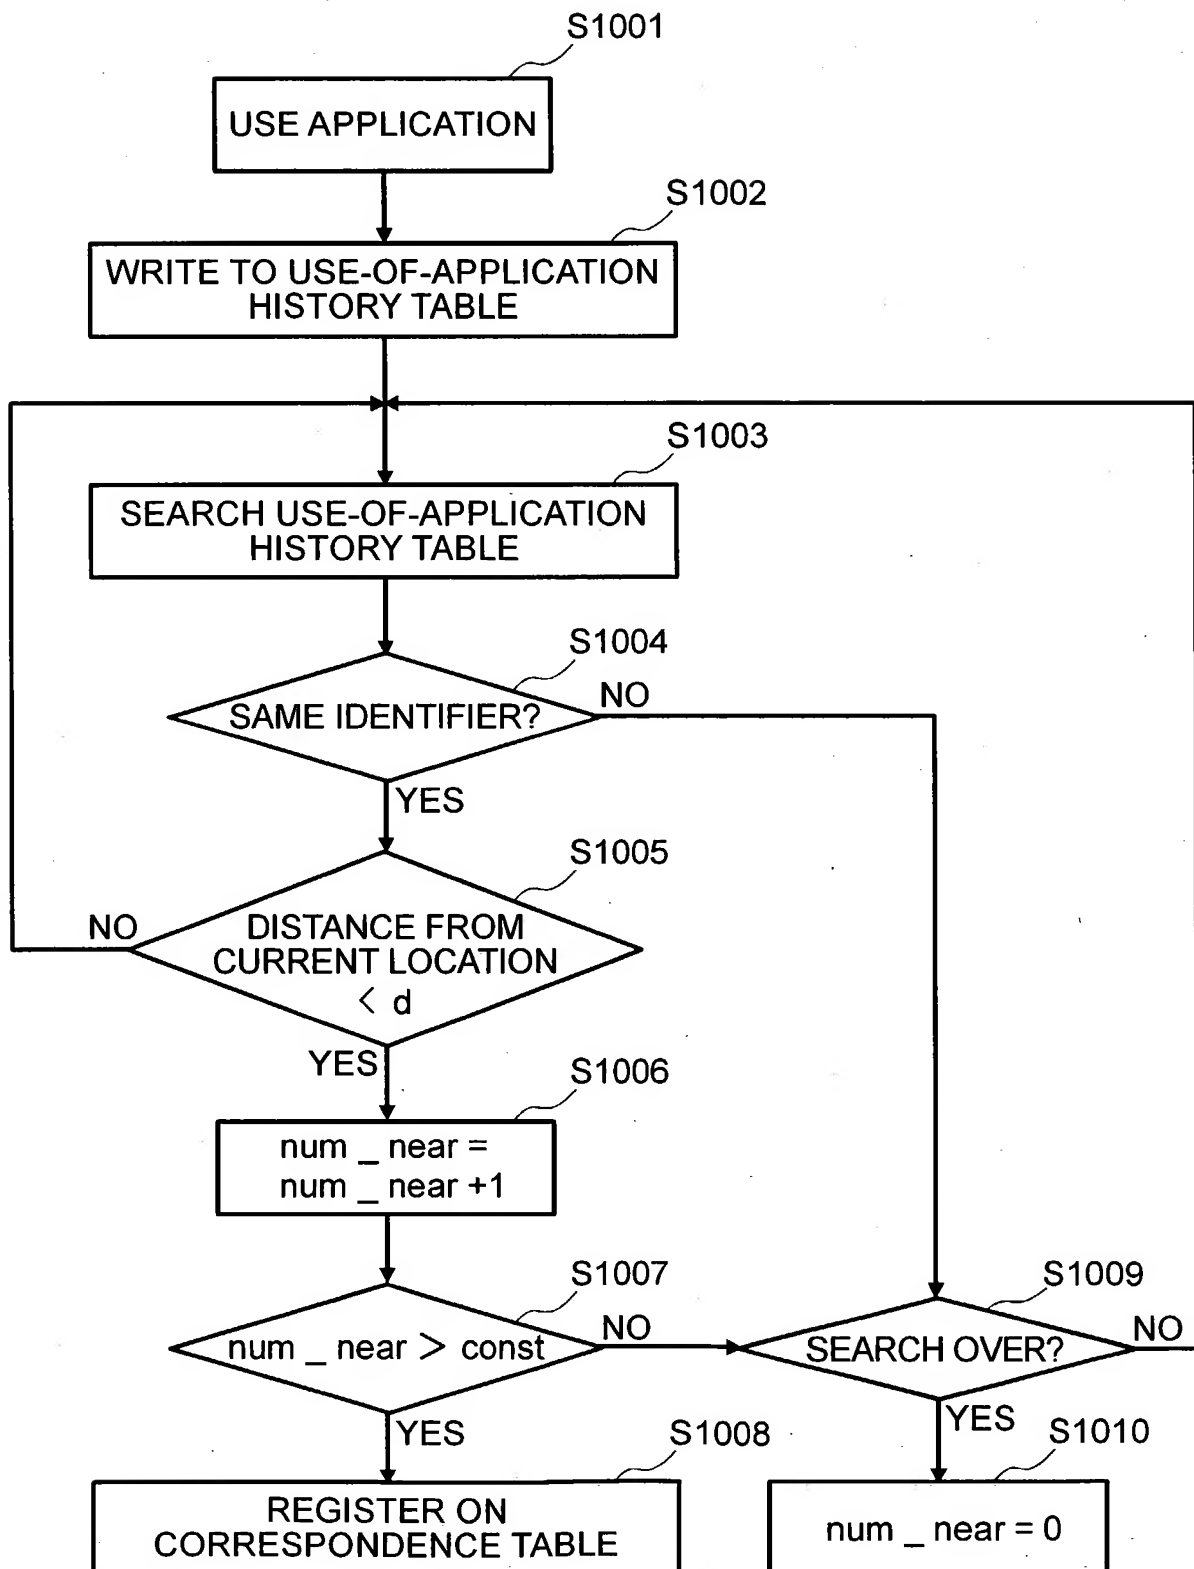 S1001
USE APPLICATION
S1002
WRITE TO USE-OF-APPLICATION
HISTORY TABLE
S1003
SEARCH USE-OF-APPLICATION
HISTORY TABLE
S1004
SAME IDENTIFIER?
NO
YES
S1005
NO
DISTANCE FROM
CURRENT LOCATION
< d
YES
S1006
num _ near =
num _ near +1
S1007
num _ near > const
NO
S1009
SEARCH OVER?
NO
YES
S1008
REGISTER ON
CORRESPONDENCE TABLE
YES
S1010
num _ near = 0